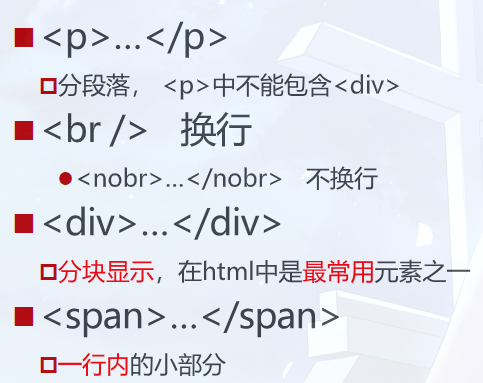 <p>…</p>
分段落， <p>中不能包含<div>
<br /> 换行
<nobr>…</nobr> 不换行
<div>…</div>
分块显示，在html中是最常用元素之一
<span>…</span>
一行内的小部分